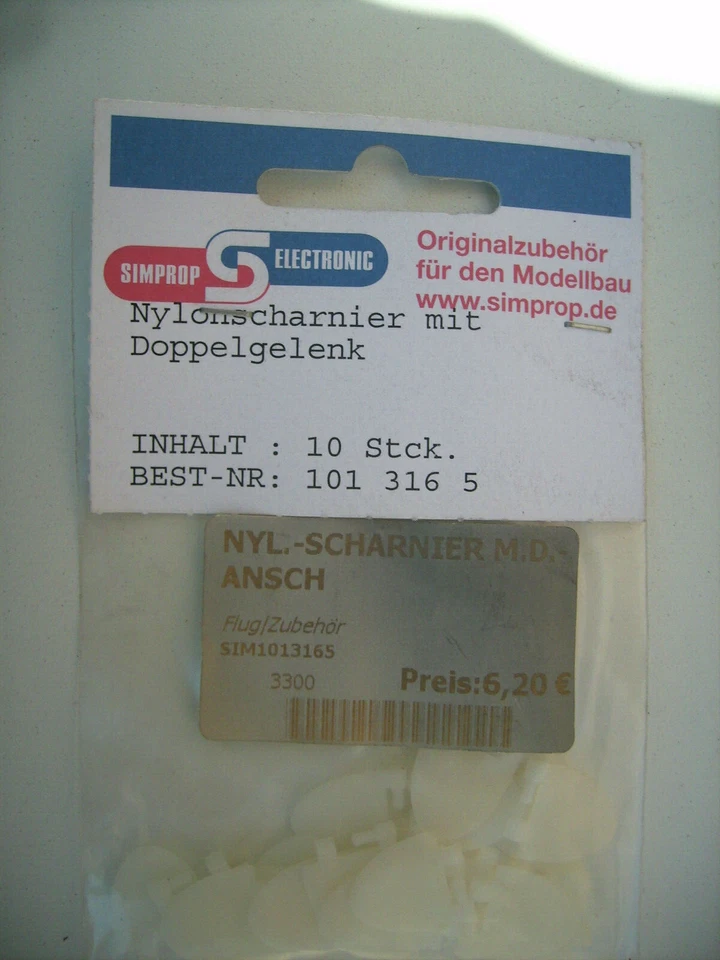 SIMPROP ELECTRONIC
Originalzubehör
für den Modellbau
www.simprop.de
Nylonscharnier mit
Doppelgelenk
INHALT : 10 Stck.
BEST-NR: 101 316 5
NYL.-SCHARNIER M.D.-
ANSCH
Flug/Zubehör
SIM1013165
3300
Preis:6,20 €